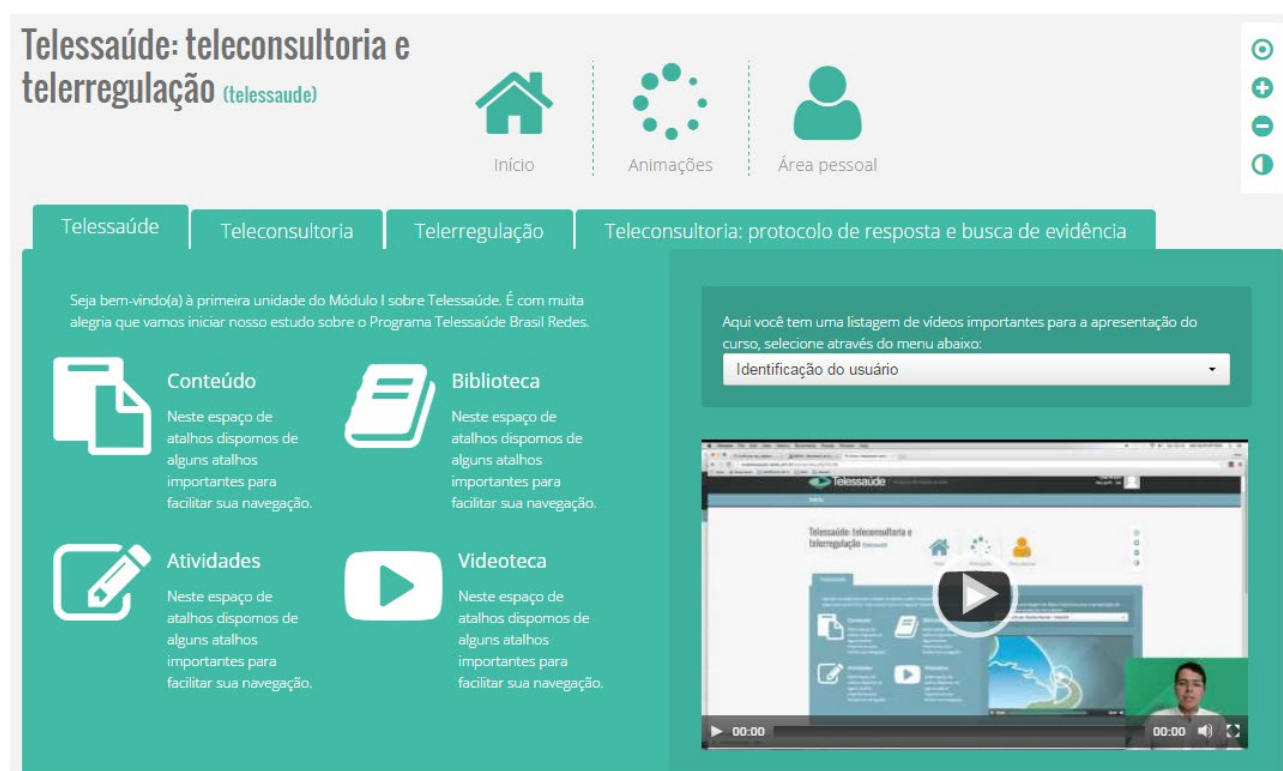 Telessaúde: teleconsultoria e
telerregulação (telessaude)
Início
Animações
Área pessoal
Telessaúde
Teleconsultoria
Telerregulação
Teleconsultoria: protocolo de resposta e busca de evidência
Seja bem-vindo(a) à primeira unidade do Módulo I sobre Telessaúde. É com muita
alegria que vamos iniciar nosso estudo sobre o Programa Telessaúde Brasil Redes.
Conteúdo
Neste espaço de
atalhos dispomos de
alguns atalhos
importantes para
facilitar sua navegação.
Biblioteca
Neste espaço de
atalhos dispomos de
alguns atalhos
importantes para
facilitar sua navegação.
Atividades
Neste espaço de
atalhos dispomos de
alguns atalhos
importantes para
facilitar sua navegação.
Videoteca
Neste espaço de
atalhos dispomos de
alguns atalhos
importantes para
facilitar sua navegação.
Aqui você tem uma listagem de vídeos importantes para a apresentação do
curso, selecione através do menu abaixo:
Identificação do usuário
Telessaúde
Telessaúde: teleconsultoria e
telerregulação
00:00
00:00